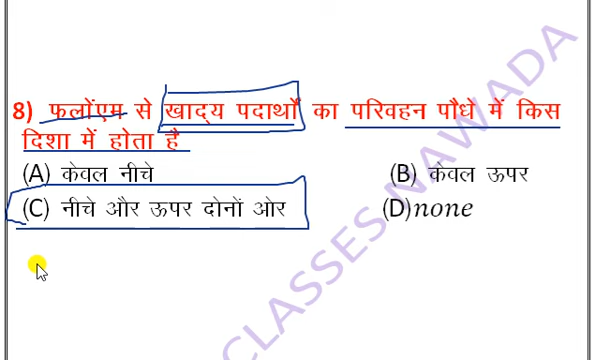 8) फलोंएम से खाद्य पदार्थों का परिवहन पौधे में किस
दिशा में होता है
(A) केवल नीचे (B) केवल ऊपर
(C) नीचे और ऊपर दोनों ओर (D)none
CLASSES NAWADA